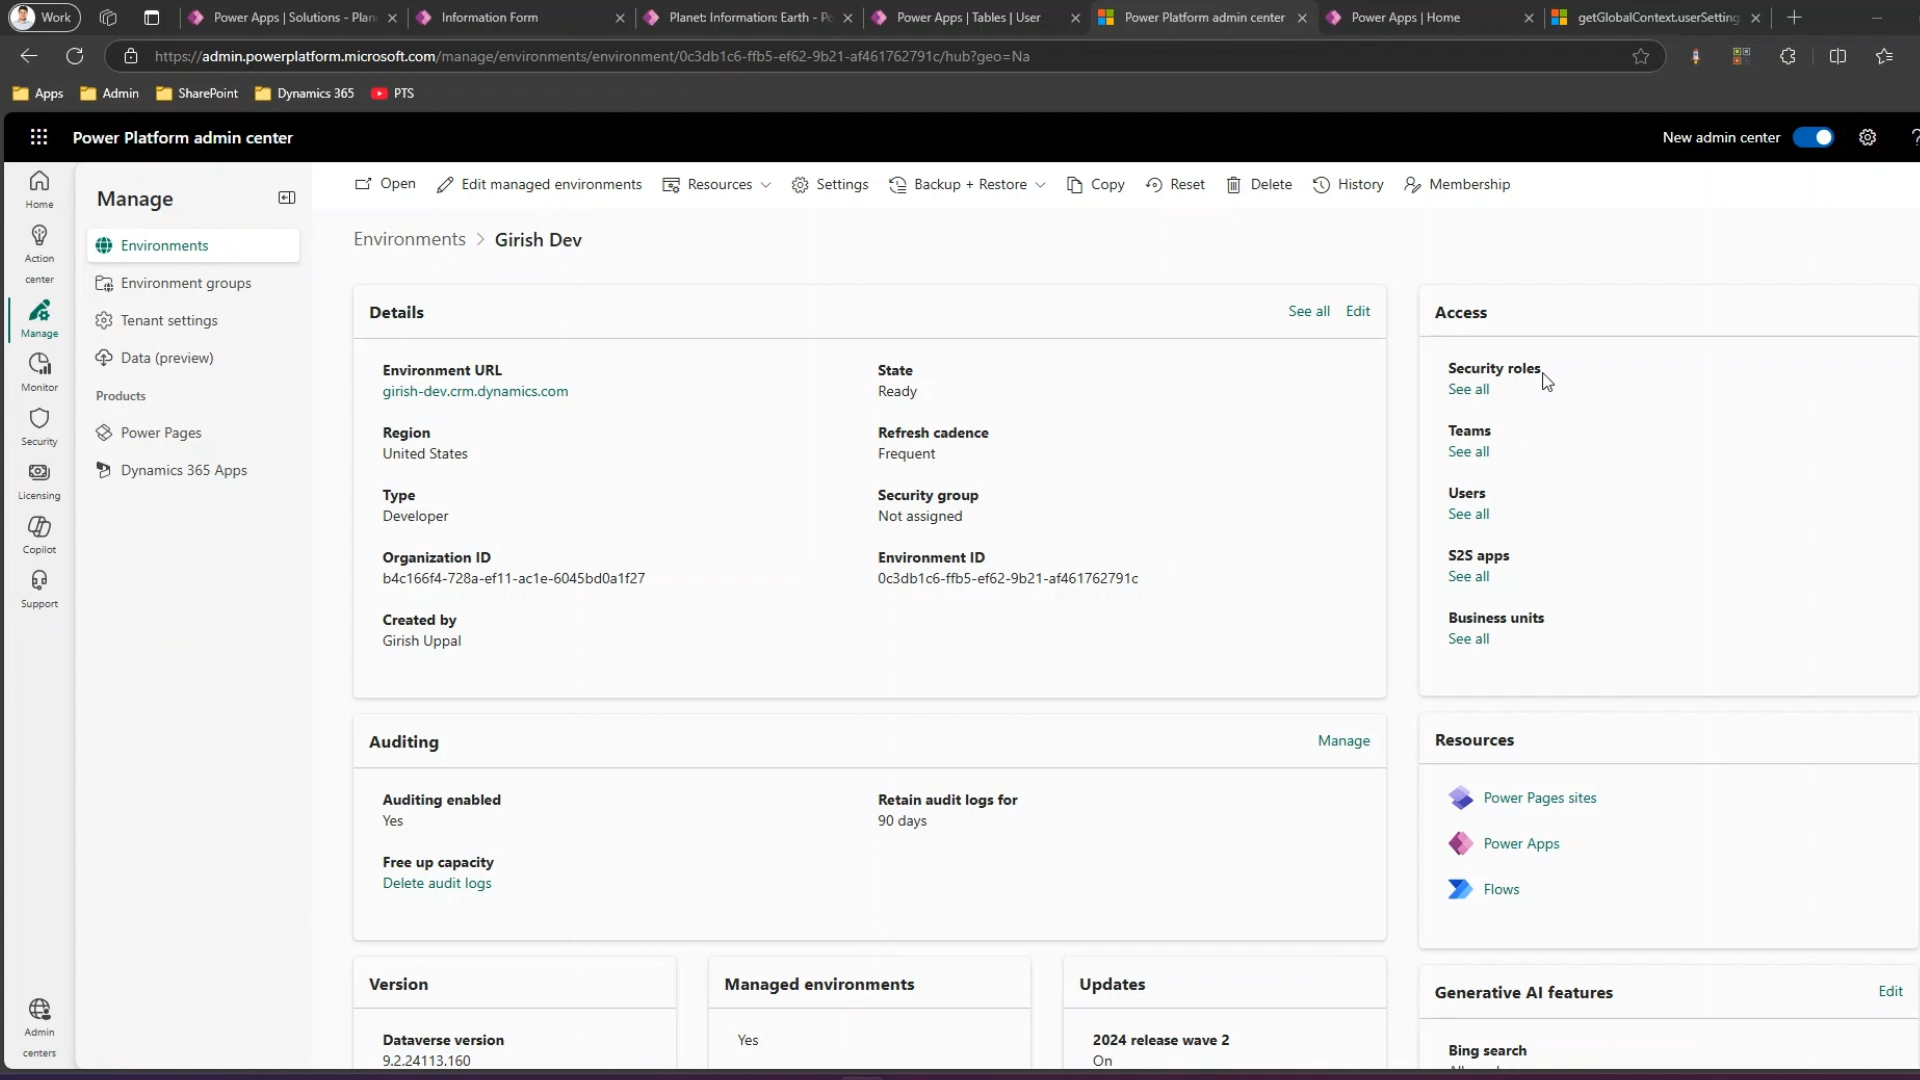 Work
Power Apps | Solutions - Plan
Information Form
Planet: Information: Earth - Po
Power Apps | Tables | User
Power Platform admin center
Power Apps | Home
getGlobalContext.userSetting
https://admin.powerplatform.microsoft.com/manage/environments/environment/0c3db1c6-ffb5-ef62-9b21-af461762791c/hub?geo=Na
Apps
Admin
SharePoint
Dynamics 365
PTS
Power Platform admin center
New admin center
Home
Action
center
Manage
Monitor
Security
Licensing
Copilot
Support
Admin
centers
Manage
Environments
Environment groups
Tenant settings
Data (preview)
Products
Power Pages
Dynamics 365 Apps
Open
Edit managed environments
Resources
Settings
Backup + Restore
Copy
Reset
Delete
History
Membership
Environments > Girish Dev
Details
See all
Edit
Environment URL
girish-dev.crm.dynamics.com
State
Ready
Region
United States
Refresh cadence
Frequent
Type
Developer
Security group
Not assigned
Organization ID
b4c166f4-728a-ef11-ac1e-6045bd0a1f27
Environment ID
0c3db1c6-ffb5-ef62-9b21-af461762791c
Created by
Girish Uppal
Auditing
Manage
Auditing enabled
Yes
Retain audit logs for
90 days
Free up capacity
Delete audit logs
Version
Dataverse version
9.2.24113.160
Managed environments
Yes
Updates
2024 release wave 2
On
Access
Security roles
See all
Teams
See all
Users
See all
S2S apps
See all
Business units
See all
Resources
Power Pages sites
Power Apps
Flows
Generative AI features
Edit
Bing search